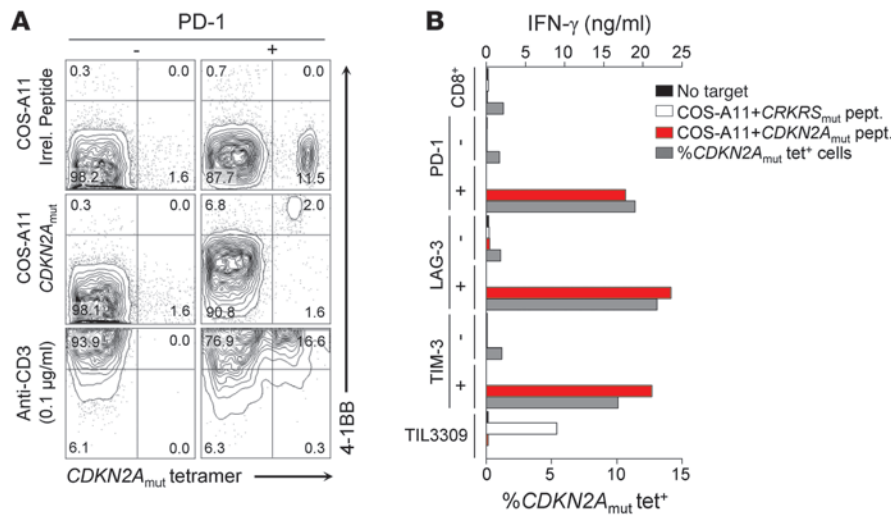 A
PD-1
- +
COS-A11
Irrel. Peptide
0.3 0.0 0.7 0.0
98.2 1.6 87.7 11.5
COS-A11
CDKN2Amut
0.3 0.0 6.8 2.0
98.1 1.6 90.8 1.6
Anti-CD3
(0.1 µg/ml)
93.9 0.0 76.9 16.6
6.1 0.0 6.3 0.3
4-1BB
CDKN2Amut tetramer
B
IFN-γ (ng/ml)
0 5 10 15 20 25
CD8+
PD-1
-
+
LAG-3
-
+
TIM-3
-
+
TIL3309
No target
COS-A11+CRKRSmut pept.
COS-A11+CDKN2Amut pept.
%CDKN2Amut tet+ cells
0 5 10 15
%CDKN2Amut tet+